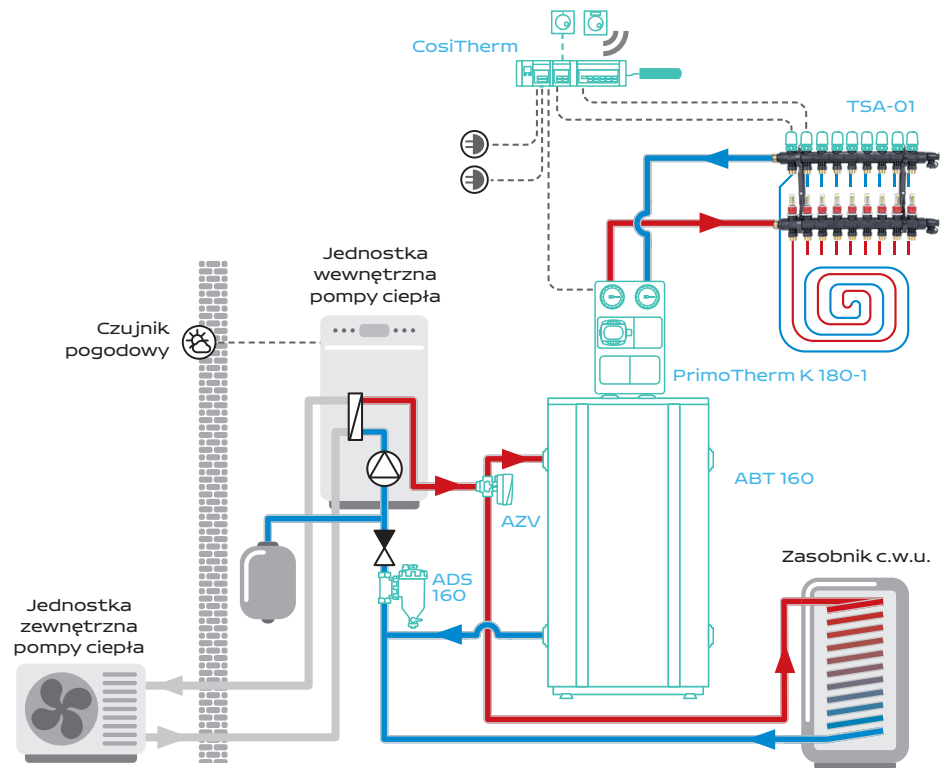 CosiTherm
TSA-01
Jednostka
wewnętrzna
pompy ciepła
Czujnik
pogodowy
PrimoTherm K 180-1
ABT 160
AZV
Zasobnik c.w.u.
ADS
160
Jednostka
zewnętrzna
pompy ciepła